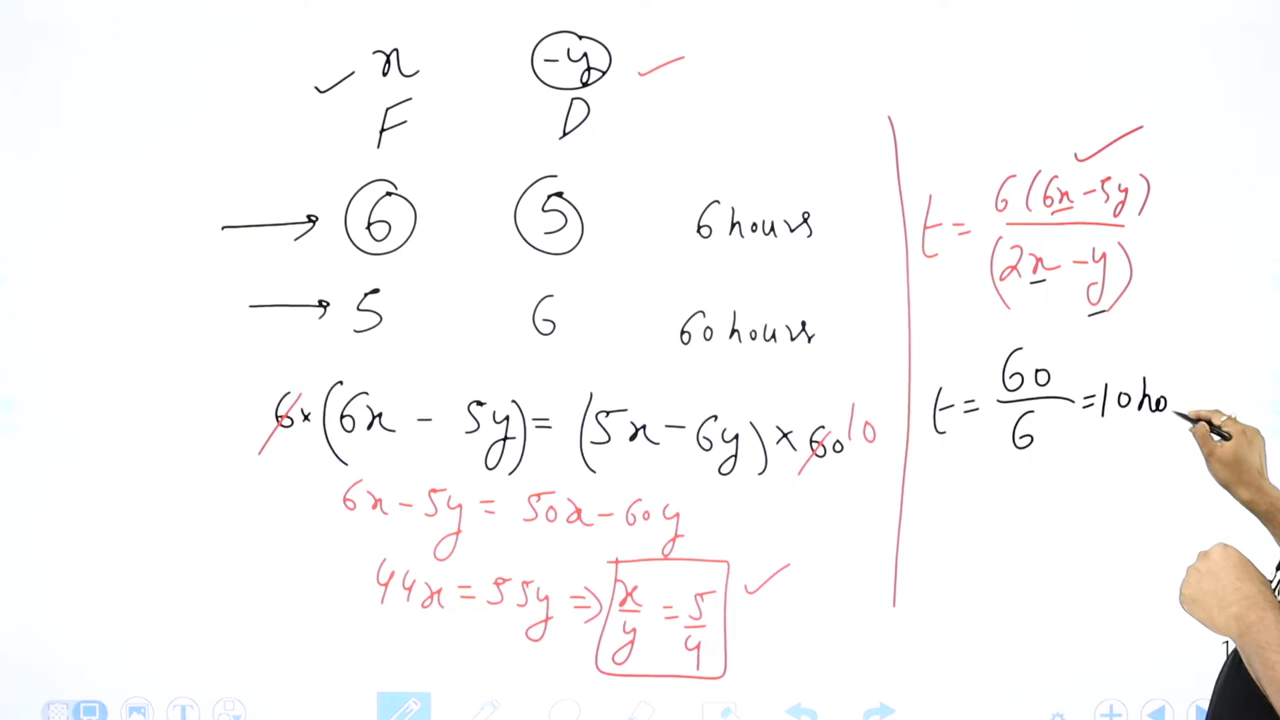 x -y
F D
6 5 6 hours
5 6 60 hours
6×(6x - 5y) = (5x - 6y)×60 10
6x - 5y = 50x - 60y
44x = 55y ⇒ x/y = 5/4
t = 6(6x - 5y)/(2x - y)
t = 60/6 = 10 ho